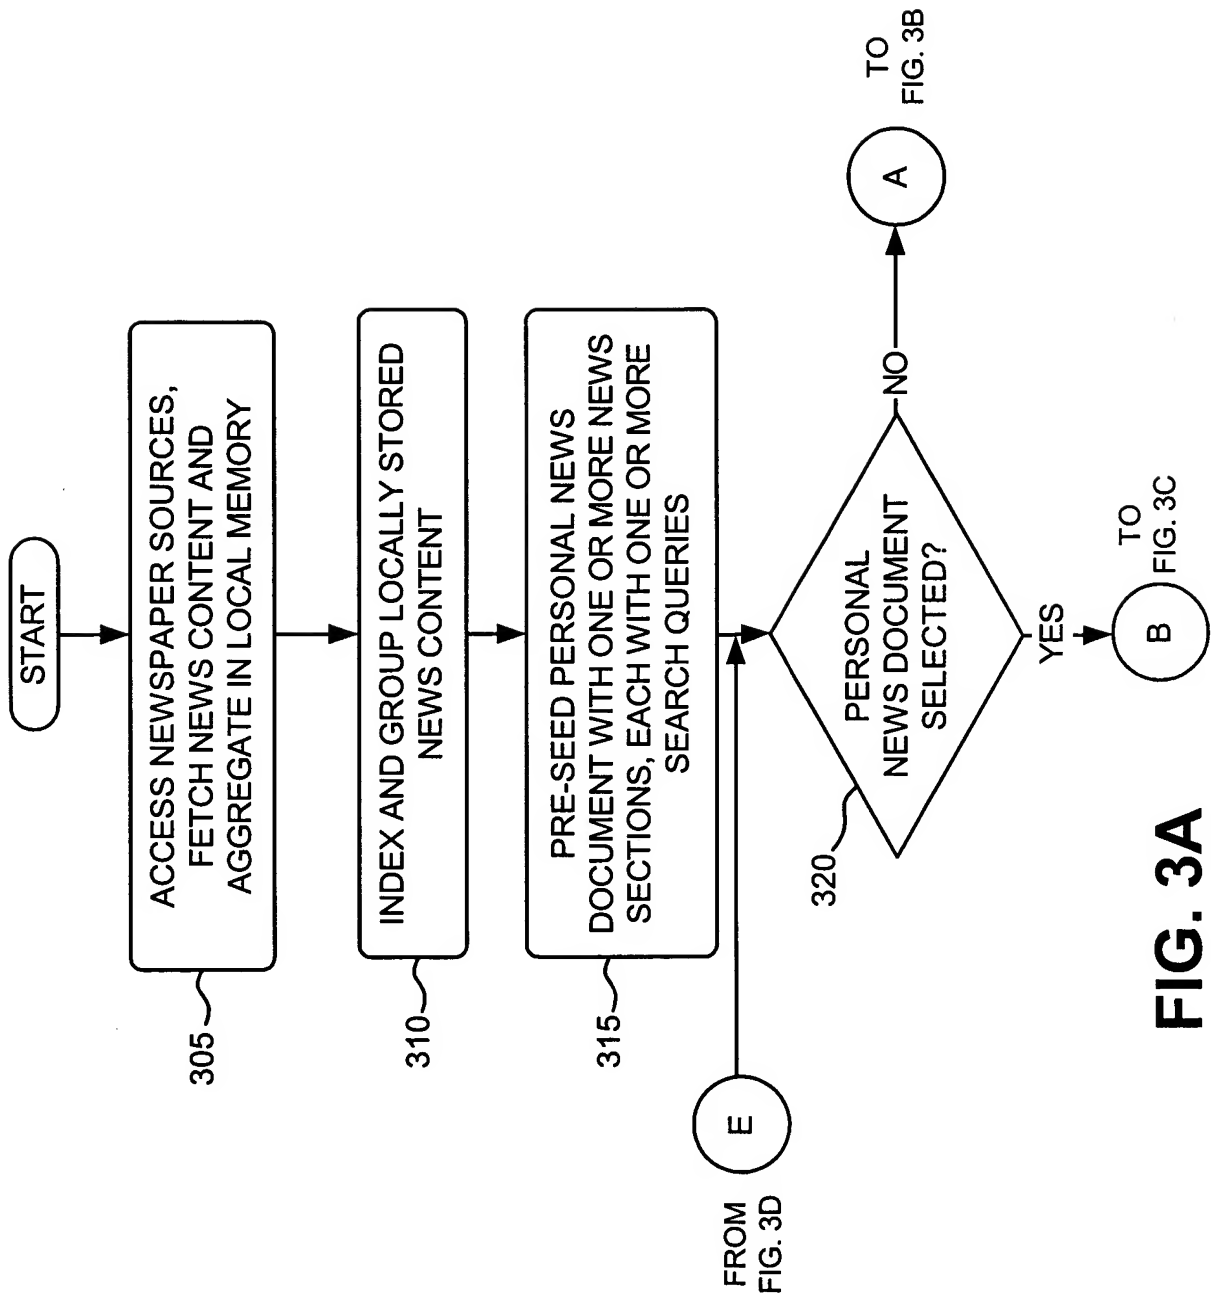 START
ACCESS NEWSPAPER SOURCES,
FETCH NEWS CONTENT AND
AGGREGATE IN LOCAL MEMORY
305
INDEX AND GROUP LOCALLY STORED
NEWS CONTENT
310
PRE-SEED PERSONAL NEWS
DOCUMENT WITH ONE OR MORE NEWS
SECTIONS, EACH WITH ONE OR MORE
SEARCH QUERIES
315
FROM
FIG. 3D
E
320
PERSONAL
NEWS DOCUMENT
SELECTED?
NO
A
TO
FIG. 3B
YES
B
TO
FIG. 3C
FIG. 3A